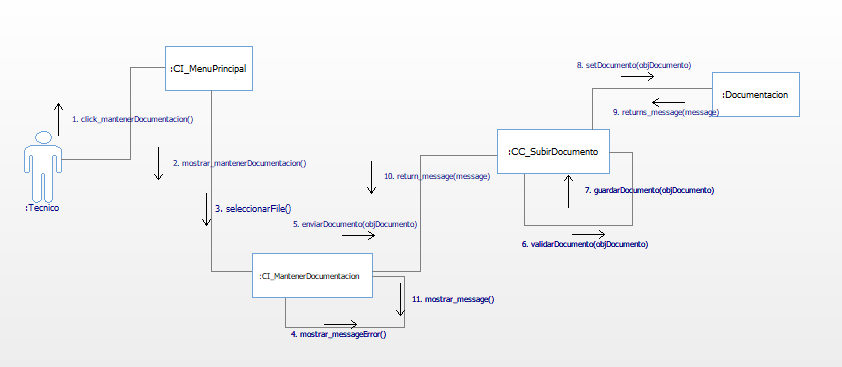 :CI_MenuPrincipal
8. setDocumento(objDocumento)
:Documentacion
9. returns_message(message)
1. click_mantenerDocumentacion()
:CC_SubirDocumento
2. mostrar_mantenerDocumentacion()
10. return_message(message)
7. guardarDocumento(objDocumento)
:Tecnico
3. seleccionarFile()
5. enviarDocumento(objDocumento)
6. validarDocumento(objDocumento)
:CI_MantenerDocumentacion
11. mostrar_message()
4. mostrar_messageError()